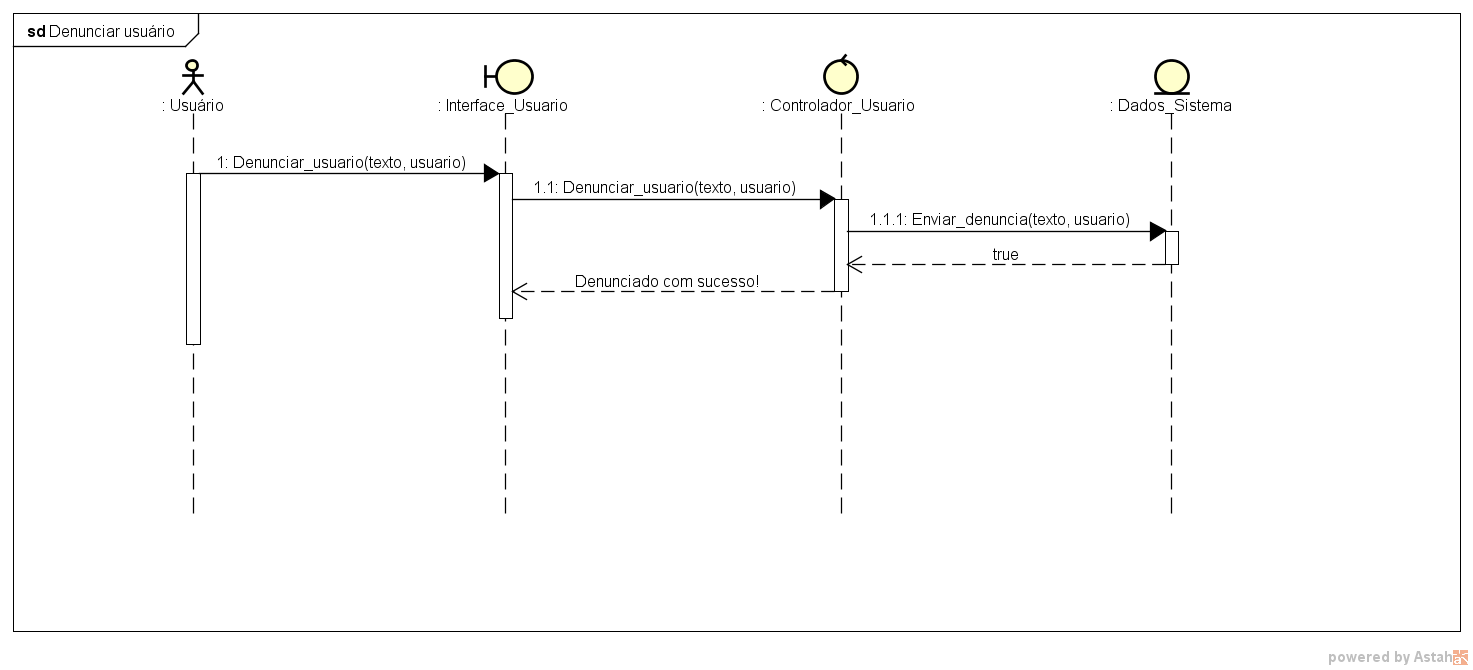 sd Denunciar usuário
: Usuário
: Interface_Usuario
: Controlador_Usuario
: Dados_Sistema
1: Denunciar_usuario(texto, usuario)
1.1: Denunciar_usuario(texto, usuario)
1.1.1: Enviar_denuncia(texto, usuario)
true
Denunciado com sucesso!
powered by Astah